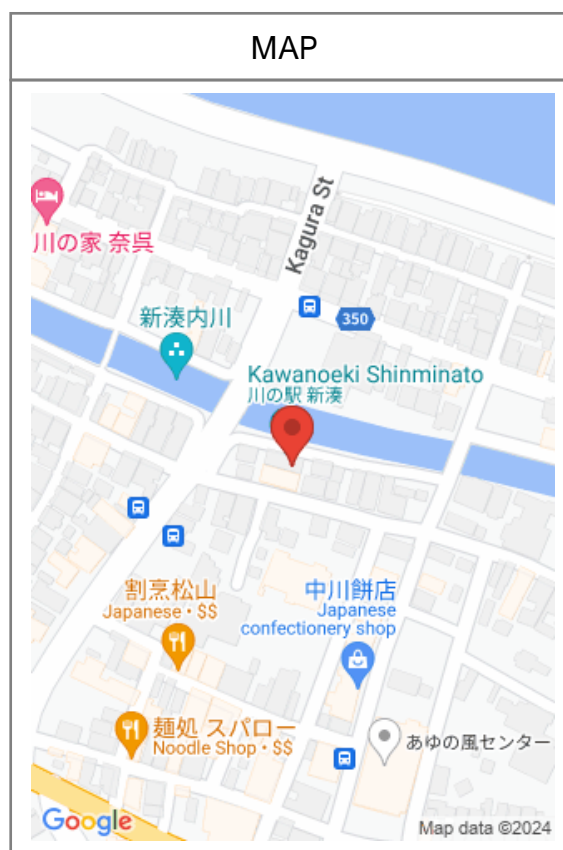 MAP
Kagura St
川の家 奈呉
350
新湊内川
Kawanoeki Shinminato
川の駅 新湊
割烹松山
Japanese・$$
中川餅店
Japanese
confectionery shop
麺処 スパロー
Noodle Shop・$$
あゆの風センター
Google
Map data ©2024